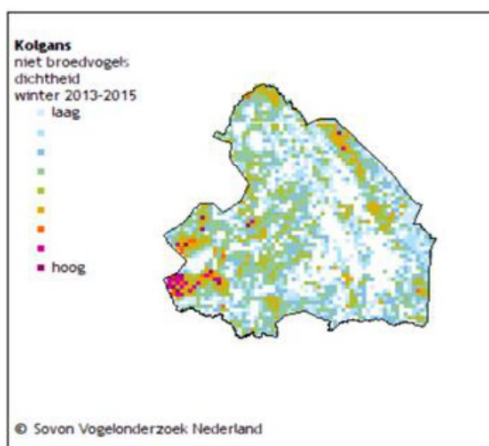 Kolgans
niet broedvogels
dichtheid
winter 2013-2015
laag
hoog
© Sovon Vogelonderzoek Nederland